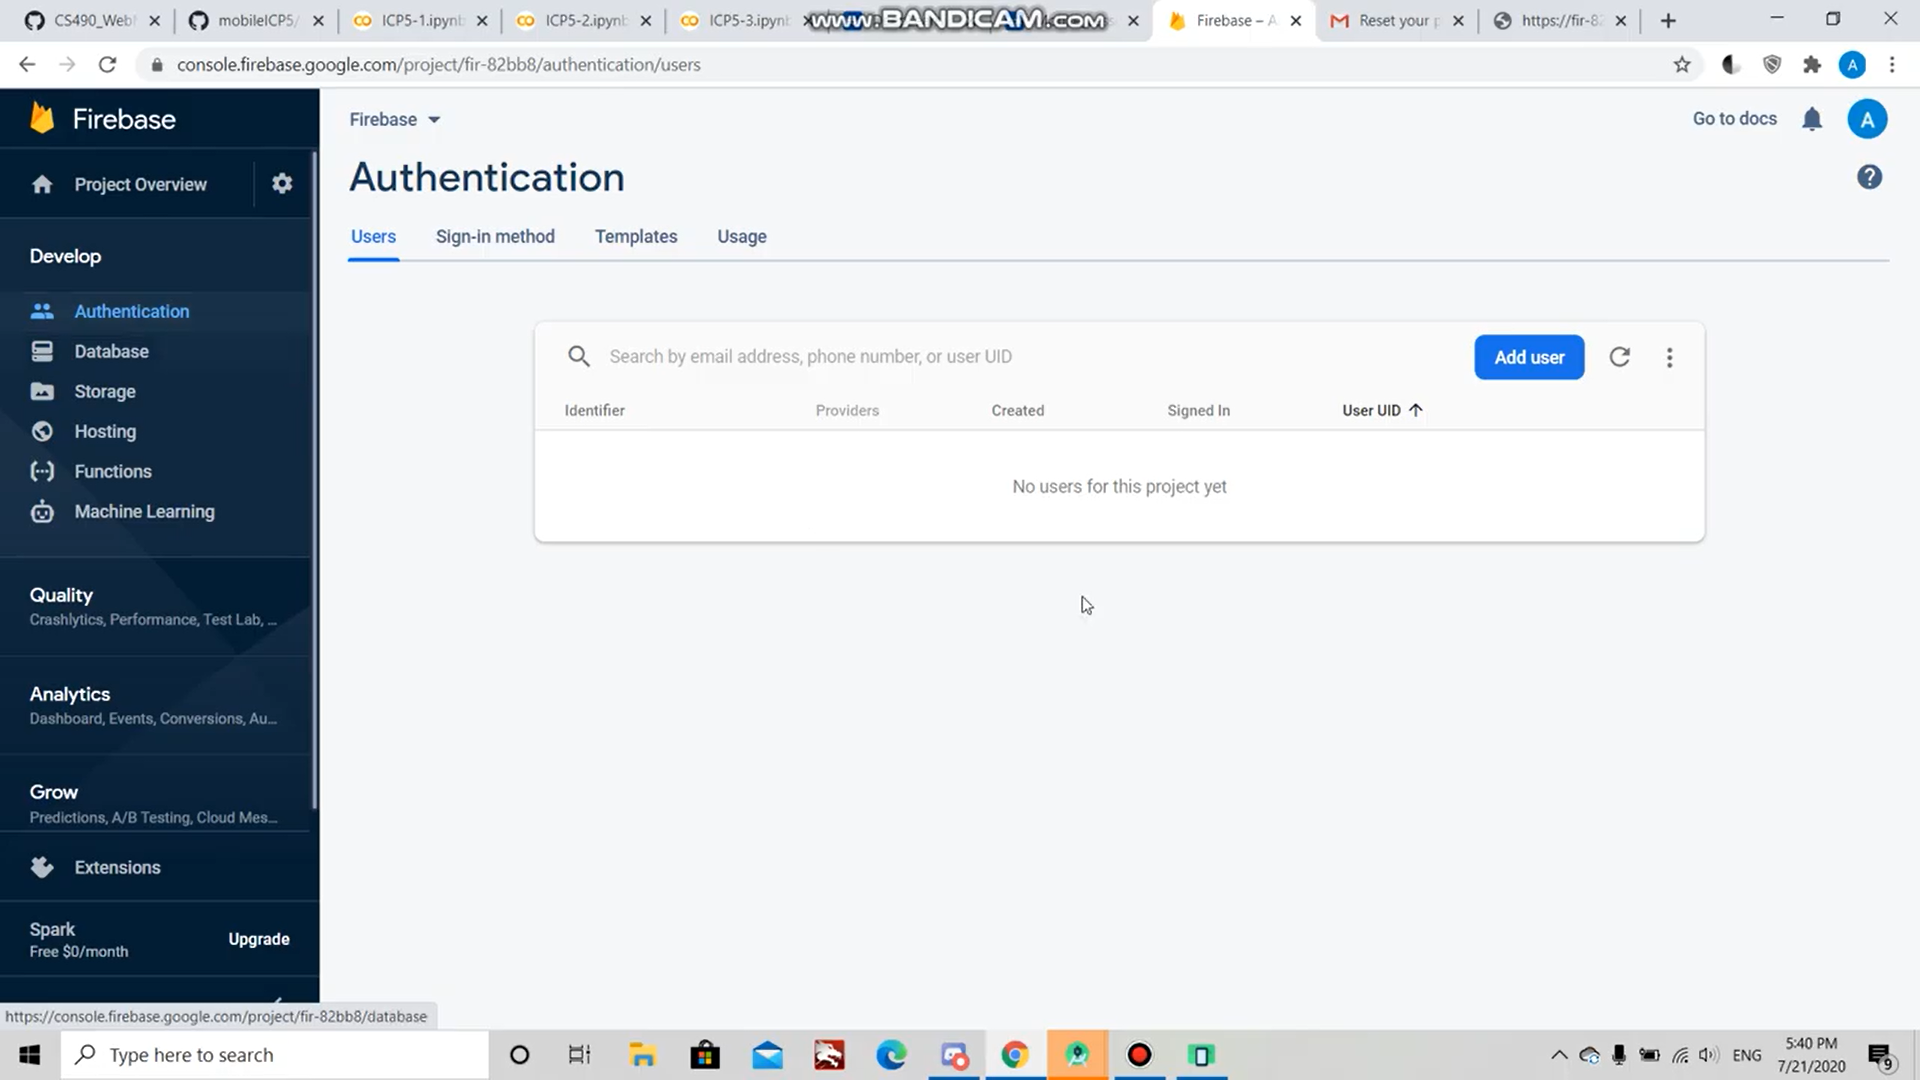 CS490_Web
mobileICP5/
ICP5-1.ipynb
ICP5-2.ipynb
ICP5-3.ipynb
www.BANDICAM.com
Firebase – A
Reset your p
https://fir-82
console.firebase.google.com/project/fir-82bb8/authentication/users
A
Firebase
Firebase
Go to docs
A
Project Overview
Authentication
?
Users
Sign-in method
Templates
Usage
Develop
Authentication
Database
Storage
Hosting
Functions
Machine Learning
Search by email address, phone number, or user UID
Add user
Identifier
Providers
Created
Signed In
User UID
No users for this project yet
Quality
Crashlytics, Performance, Test Lab, ...
Analytics
Dashboard, Events, Conversions, Au...
Grow
Predictions, A/B Testing, Cloud Mes...
Extensions
Spark
Free $0/month
Upgrade
https://console.firebase.google.com/project/fir-82bb8/database
Type here to search
ENG
5:40 PM
7/21/2020
9